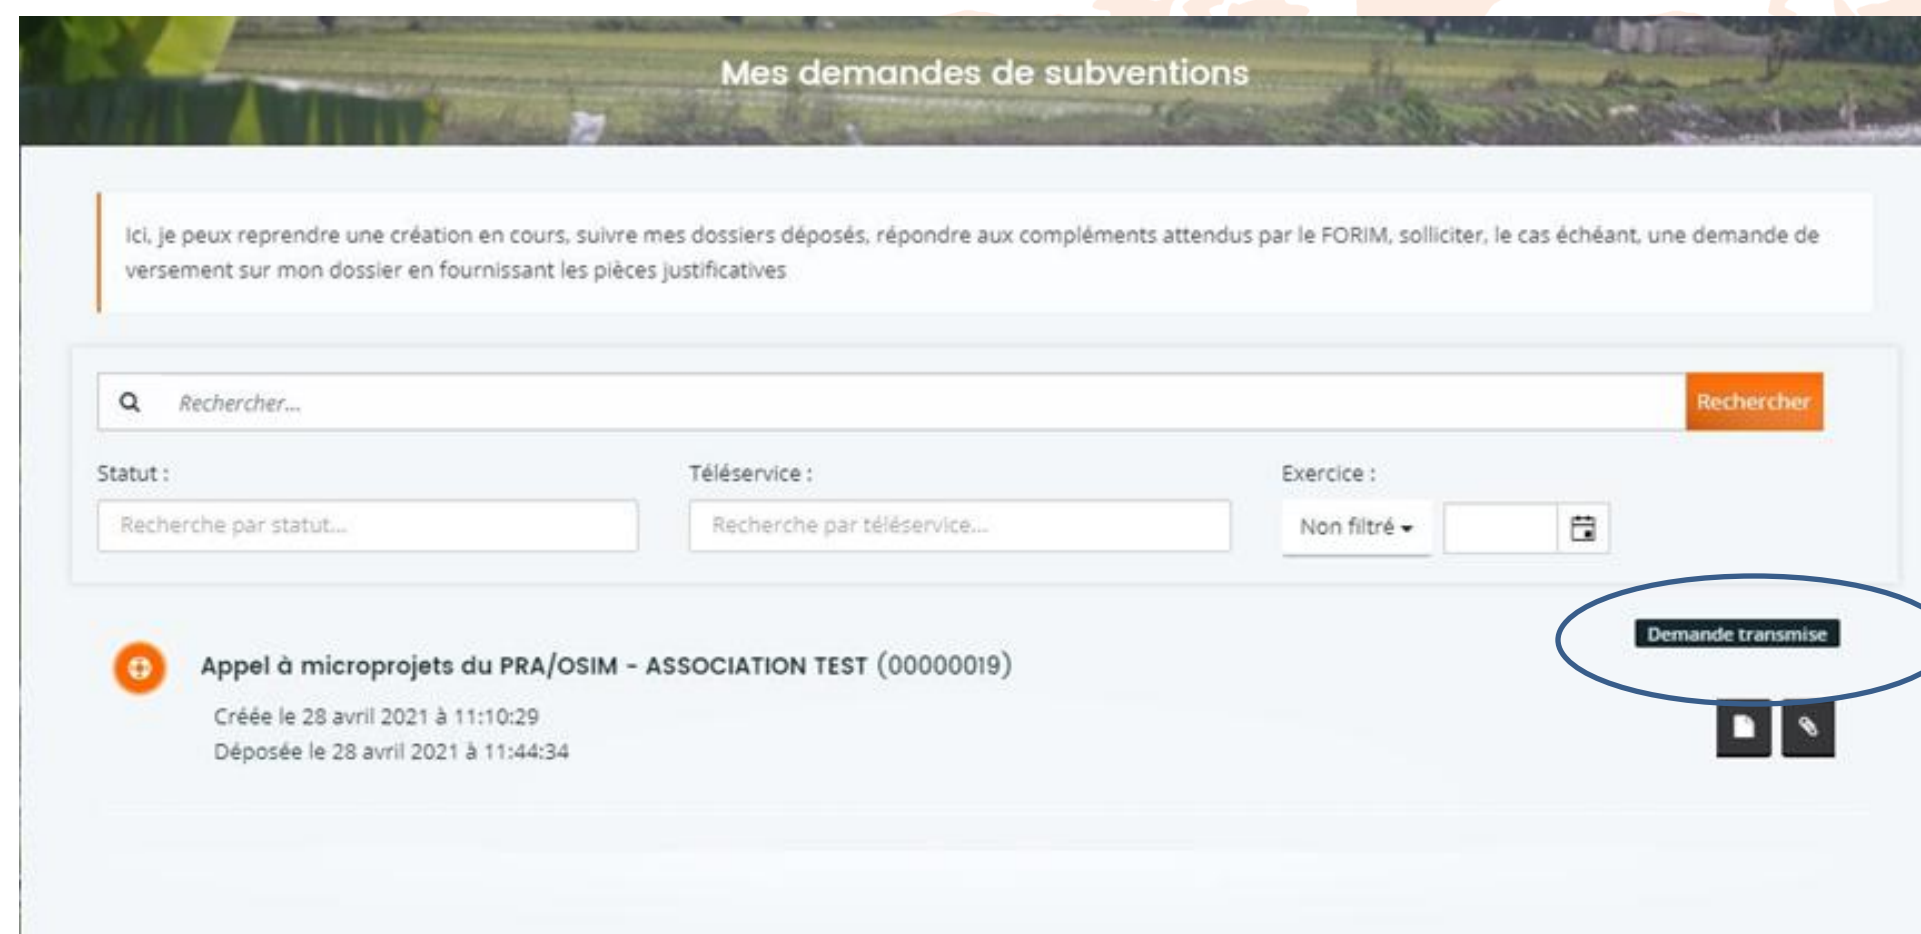 Mes demandes de subventions
Ici, je peux reprendre une création en cours, suivre mes dossiers déposés, répondre aux compléments attendus par le FORIM, solliciter, le cas échéant, une demande de
versement sur mon dossier en fournissant les pièces justificatives
Rechercher... Rechercher
Statut : Téléservice : Exercice :
Recherche par statut... Recherche par téléservice... Non filtré
Demande transmise
Appel à microprojets du PRA/OSIM - ASSOCIATION TEST (00000019)
Créée le 28 avril 2021 à 11:10:29
Déposée le 28 avril 2021 à 11:44:34